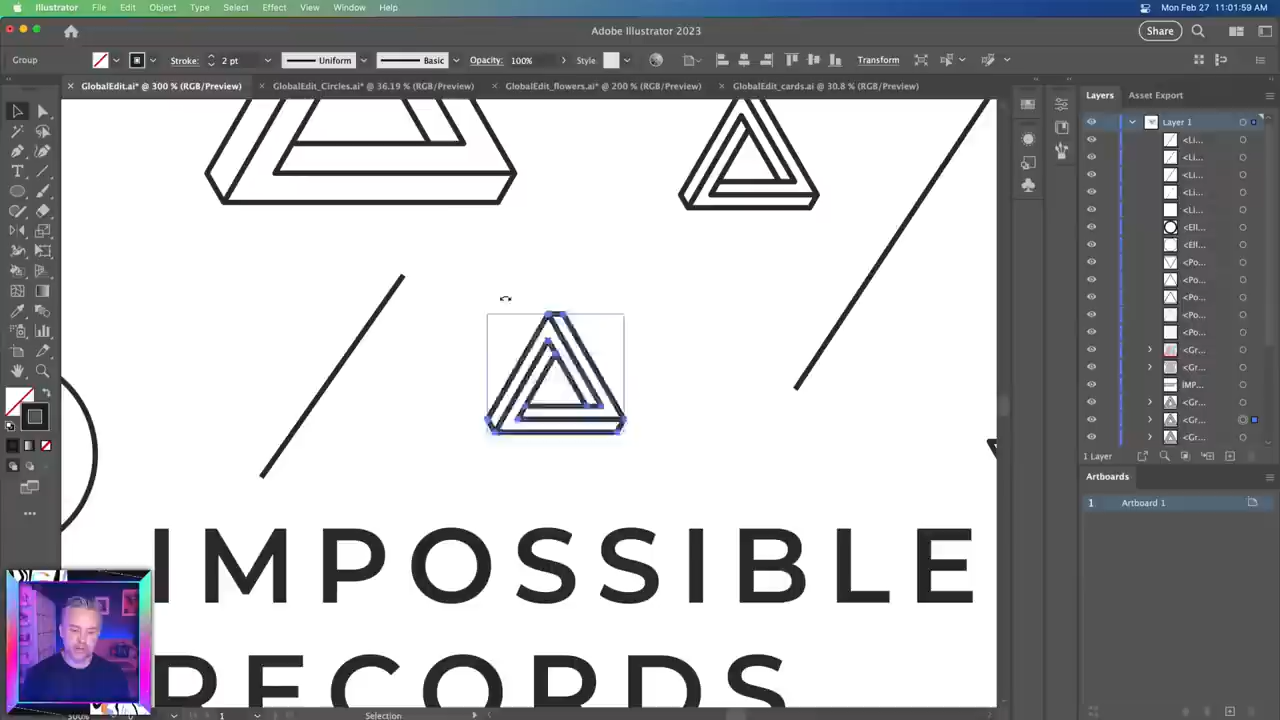 Illustrator File Edit Object Type Select Effect View Window Help Mon Feb 27 11:01:59 AM
Adobe Illustrator 2023 Share
Group Stroke: 2 pt Uniform Basic Opacity: 100% Style Transform
× GlobalEdit.ai* @ 300 % (RGB/Preview) × GlobalEdit_Circles.ai* @ 36.19 % (RGB/Preview) × GlobalEdit_flowers.ai* @ 200 % (RGB/Preview) × GlobalEdit_cards.ai @ 30.8 % (RGB/Preview)
Layers Asset Export
Layer 1
<Li...
<Li...
<Li...
<Li...
<Li...
<Ell...
<Ell...
<Po...
<Po...
<Po...
<Po...
<Po...
<Gr...
<Gr...
IMP...
<Gr...
<Gr...
<Gr...
1 Layer
Artboards
1 Artboard 1
IMPOSSIBLE
RECORDS
300% 0° 1 Selection